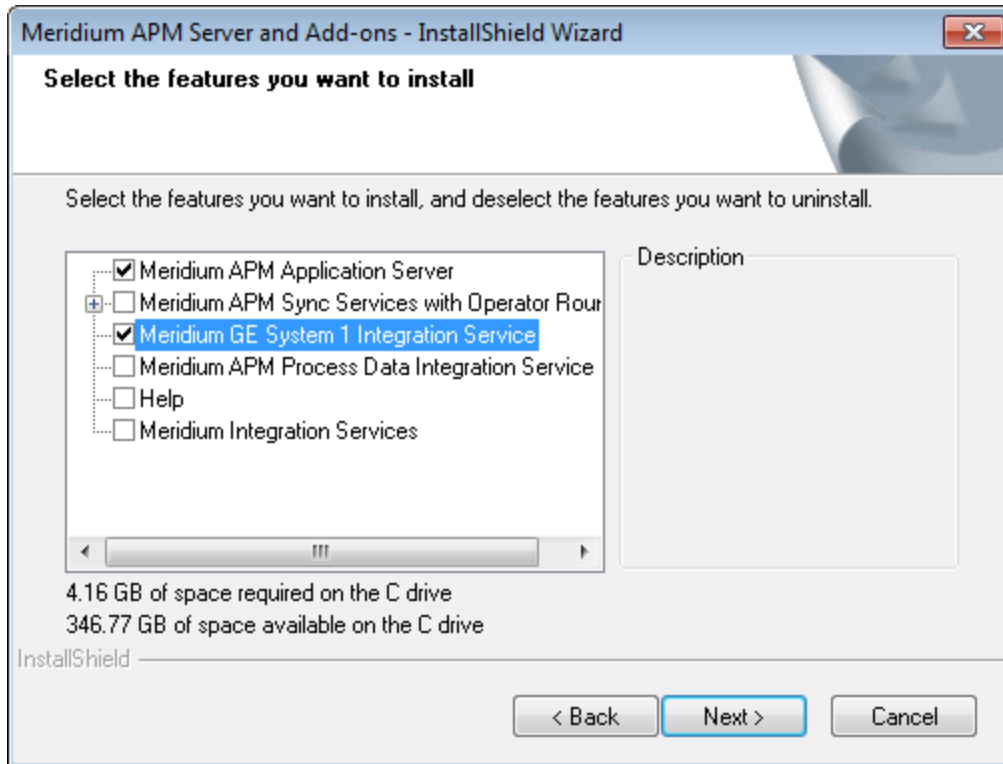 Meridium APM Server and Add-ons - InstallShield Wizard
Select the features you want to install
Select the features you want to install, and deselect the features you want to uninstall.
Meridium APM Application Server
Meridium APM Sync Services with Operator Roun
Meridium GE System 1 Integration Service
Meridium APM Process Data Integration Service
Help
Meridium Integration Services
Description
4.16 GB of space required on the C drive
346.77 GB of space available on the C drive
InstallShield
< Back
Next >
Cancel